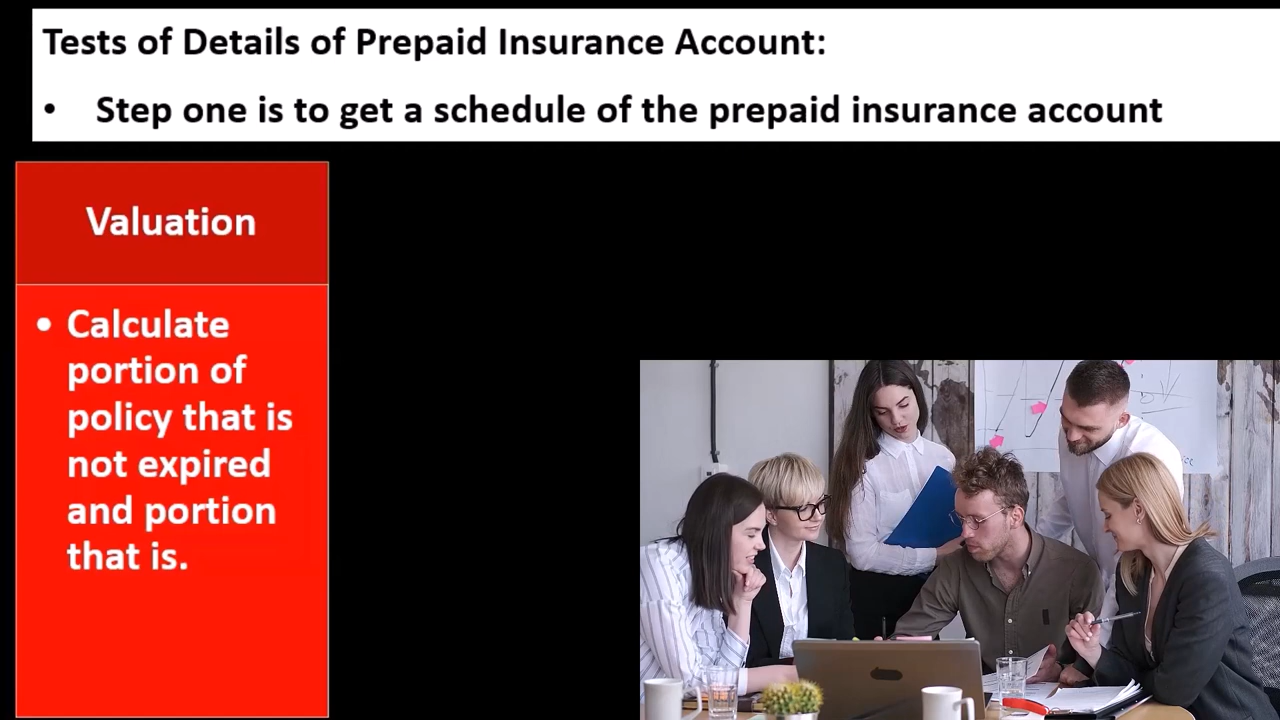 Tests of Details of Prepaid Insurance Account:
• Step one is to get a schedule of the prepaid insurance account
Valuation
• Calculate
portion of
policy that is
not expired
and portion
that is.